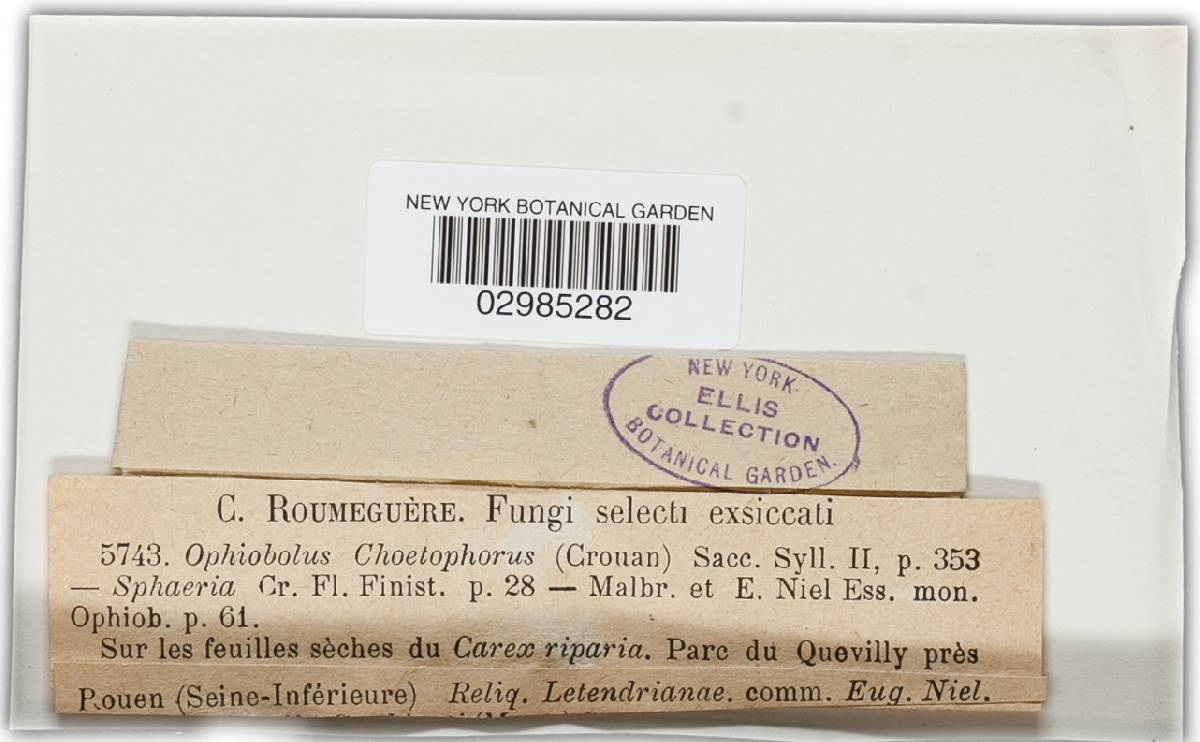 NEW YORK BOTANICAL GARDEN
02985282
NEW YORK
ELLIS
COLLECTION
BOTANICAL GARDEN.
C. ROUMEGUÈRE. Fungi selecti exsiccati
5743. Ophiobolus Choetophorus (Crouan) Sacc. Syll. II, p. 353
— Sphaeria Cr. Fl. Finist. p. 28 — Malbr. et E. Niel Ess. mon.
Ophiob. p. 61.
Sur les feuilles sèches du Carex riparia. Parc du Quevilly près
Rouen (Seine-Inférieure) Reliq. Letendrianae. comm. Eug. Niel.